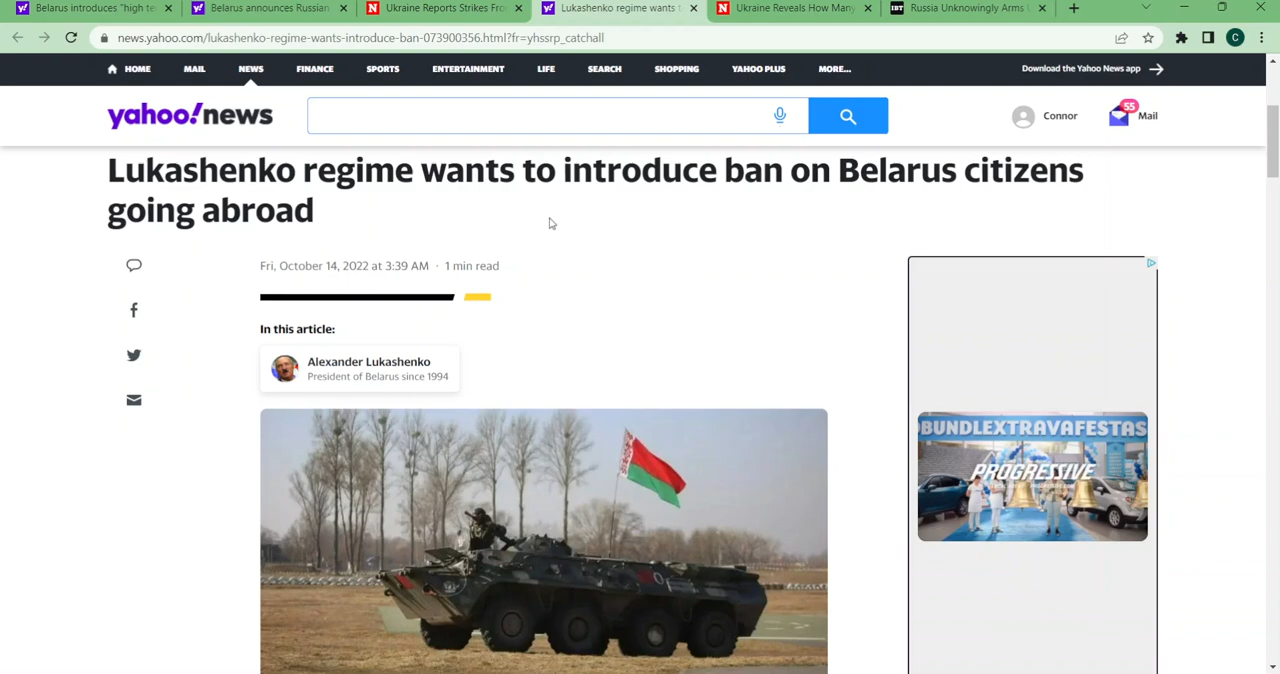 Belarus introduces "high te
Belarus announces Russian
Ukraine Reports Strikes Fro
Lukashenko regime wants t
Ukraine Reveals How Many
IBT Russia Unknowingly Arms U
news.yahoo.com/lukashenko-regime-wants-introduce-ban-073900356.html?fr=yhssrp_catchall
C
HOME MAIL NEWS FINANCE SPORTS ENTERTAINMENT LIFE SEARCH SHOPPING YAHOO PLUS MORE... Download the Yahoo News app
yahoo!news
Connor
55
Mail
Lukashenko regime wants to introduce ban on Belarus citizens
going abroad
Fri, October 14, 2022 at 3:39 AM · 1 min read
In this article:
Alexander Lukashenko
President of Belarus since 1994
BUNDLEXTRAVAFESTAS
PROGRESSIVE